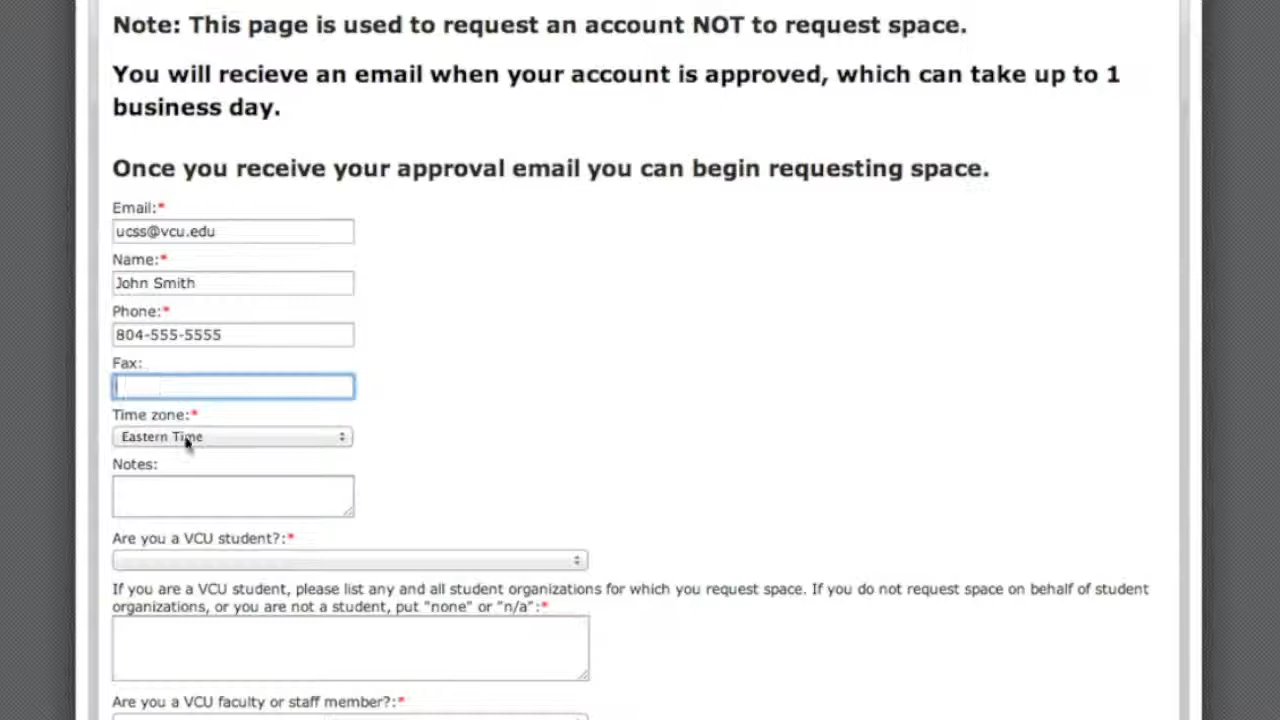 Note: This page is used to request an account NOT to request space.
You will recieve an email when your account is approved, which can take up to 1
business day.
Once you receive your approval email you can begin requesting space.
Email:*
ucss@vcu.edu
Name:*
John Smith
Phone:*
804-555-5555
Fax:
Time zone:*
Eastern Time
Notes:
Are you a VCU student?:*
If you are a VCU student, please list any and all student organizations for which you request space. If you do not request space on behalf of student
organizations, or you are not a student, put "none" or "n/a":*
Are you a VCU faculty or staff member?:*